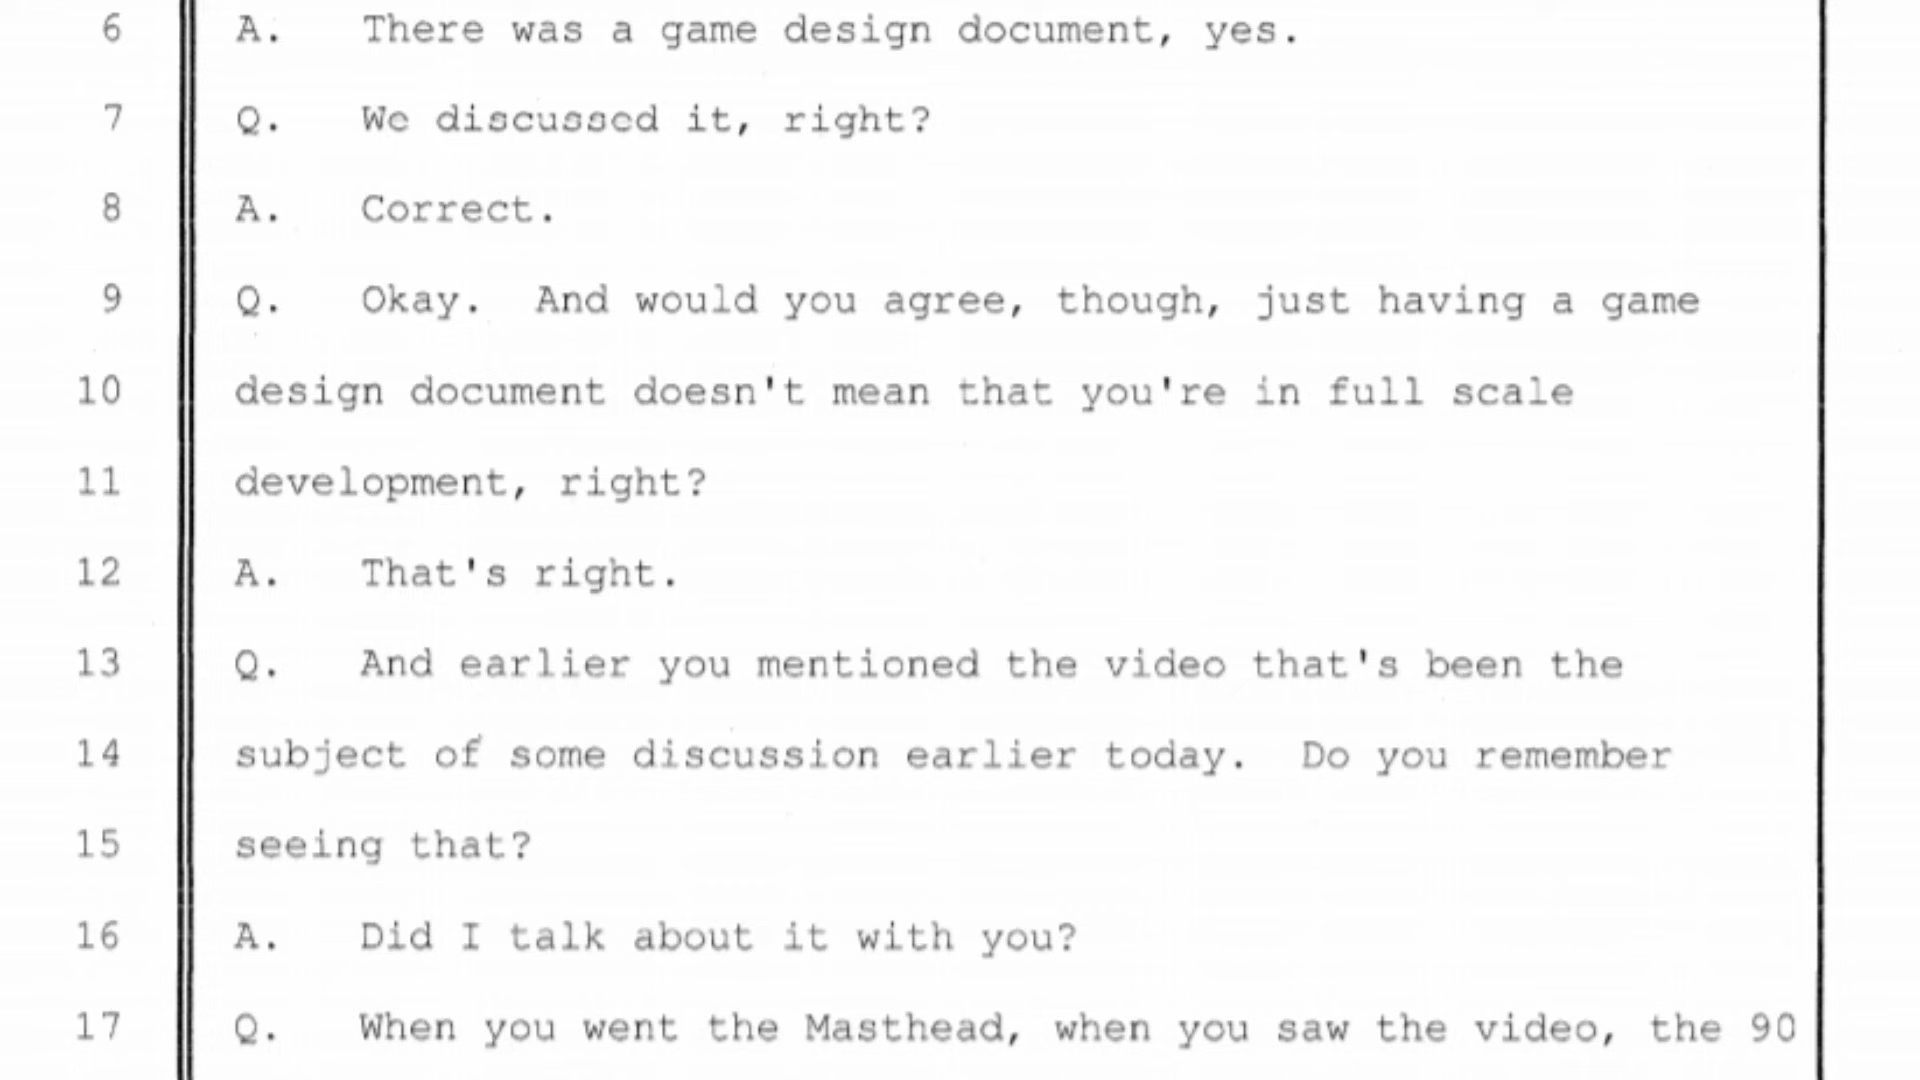 6 A. There was a game design document, yes.
7 Q. We discussed it, right?
8 A. Correct.
9 Q. Okay. And would you agree, though, just having a game
10 design document doesn't mean that you're in full scale
11 development, right?
12 A. That's right.
13 Q. And earlier you mentioned the video that's been the
14 subject of some discussion earlier today. Do you remember
15 seeing that?
16 A. Did I talk about it with you?
17 Q. When you went the Masthead, when you saw the video, the 90